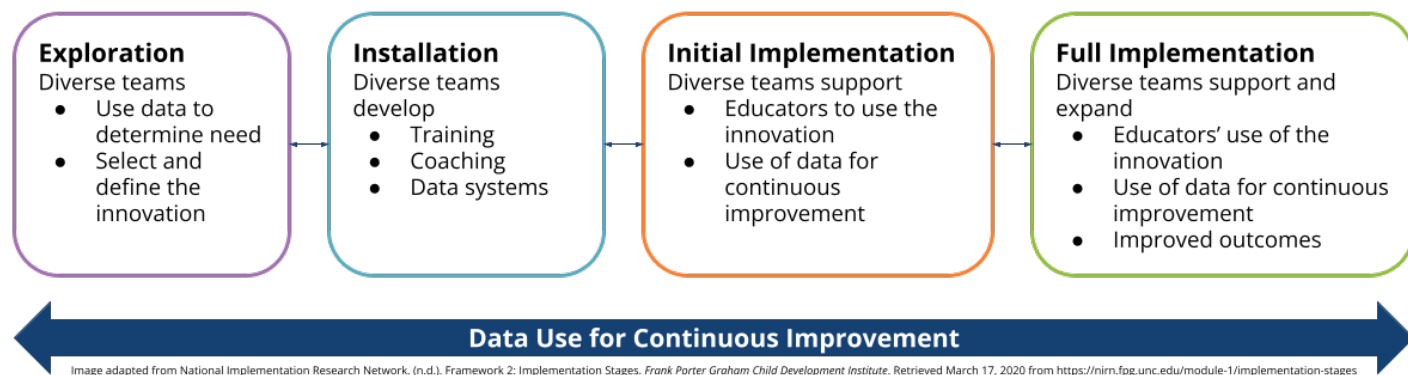 Exploration
Diverse teams
● Use data to
determine need
● Select and
define the
innovation
Installation
Diverse teams
develop
● Training
● Coaching
● Data systems
Initial Implementation
Diverse teams support
● Educators to use the
innovation
● Use of data for
continuous
improvement
Full Implementation
Diverse teams support and
expand
● Educators’ use of the
innovation
● Use of data for continuous
improvement
● Improved outcomes
Data Use for Continuous Improvement
Image adapted from National Implementation Research Network. (n.d.). Framework 2: Implementation Stages. Frank Porter Graham Child Development Institute. Retrieved March 17, 2020 from https://nirn.fpg.unc.edu/module-1/implementation-stages